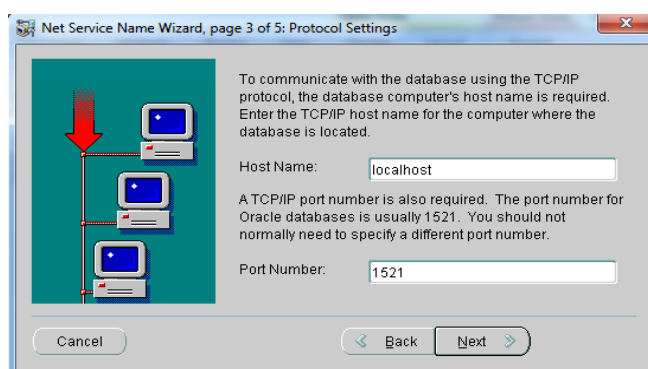 Net Service Name Wizard, page 3 of 5: Protocol Settings
To communicate with the database using the TCP/IP
protocol, the database computer's host name is required.
Enter the TCP/IP host name for the computer where the
database is located.
Host Name:
localhost
A TCP/IP port number is also required. The port number for
Oracle databases is usually 1521. You should not
normally need to specify a different port number.
Port Number:
1521
Cancel
Back
Next